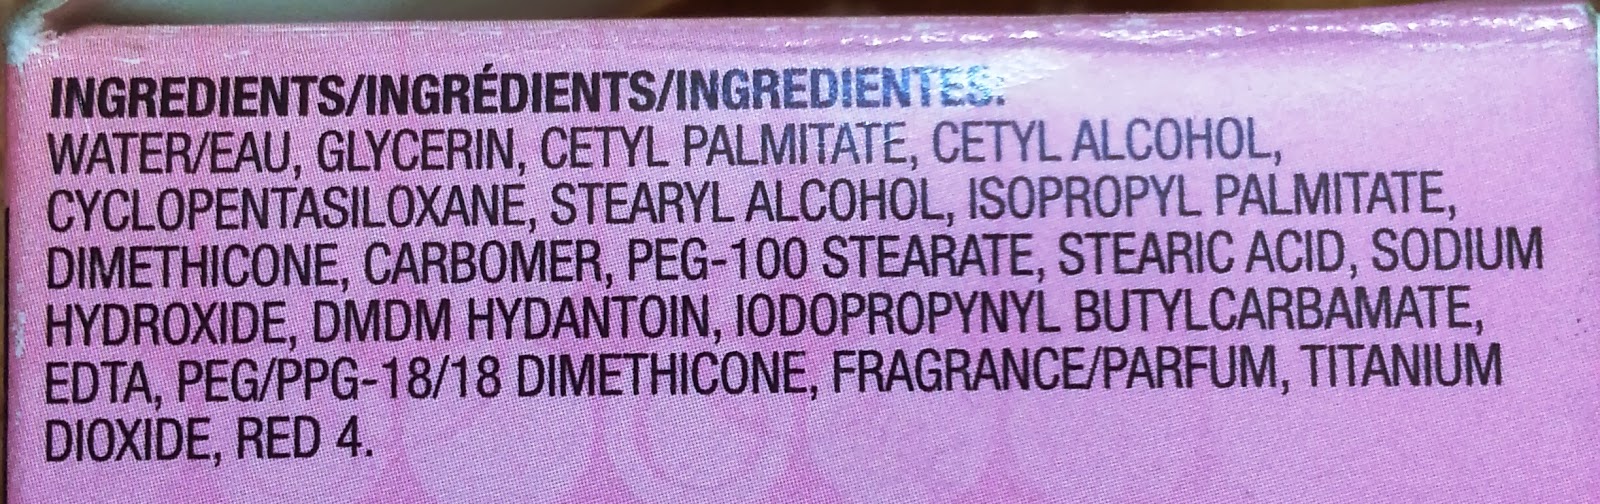 INGREDIENTS/INGRÉDIENTS/INGREDIENTES:
WATER/EAU, GLYCERIN, CETYL PALMITATE, CETYL ALCOHOL,
CYCLOPENTASILOXANE, STEARYL ALCOHOL, ISOPROPYL PALMITATE,
DIMETHICONE, CARBOMER, PEG-100 STEARATE, STEARIC ACID, SODIUM
HYDROXIDE, DMDM HYDANTOIN, IODOPROPYNYL BUTYLCARBAMATE,
EDTA, PEG/PPG-18/18 DIMETHICONE, FRAGRANCE/PARFUM, TITANIUM
DIOXIDE, RED 4.